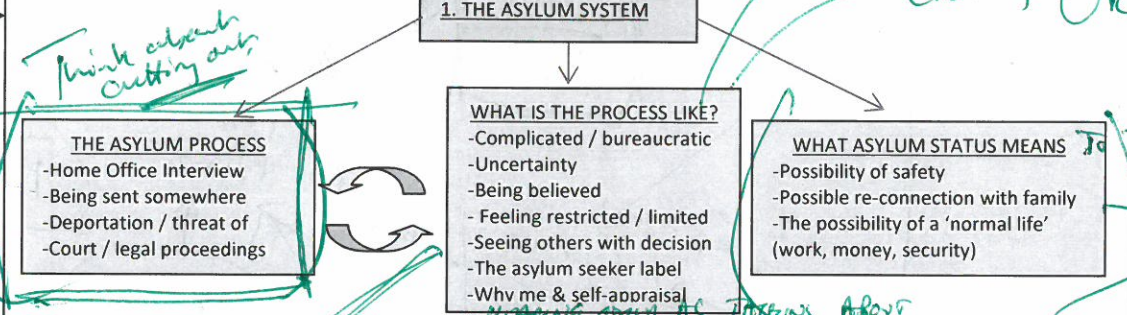 1. THE ASYLUM SYSTEM
Think about
cutting out
THE ASYLUM PROCESS
-Home Office Interview
-Being sent somewhere
-Deportation / threat of
-Court / legal proceedings
WHAT IS THE PROCESS LIKE?
-Complicated / bureaucratic
-Uncertainty
-Being believed
- Feeling restricted / limited
-Seeing others with decision
-The asylum seeker label
-Why me & self-appraisal
WHAT ASYLUM STATUS MEANS
-Possibility of safety
-Possible re-connection with family
-The possibility of a 'normal life'
(work, money, security)
ABOUT